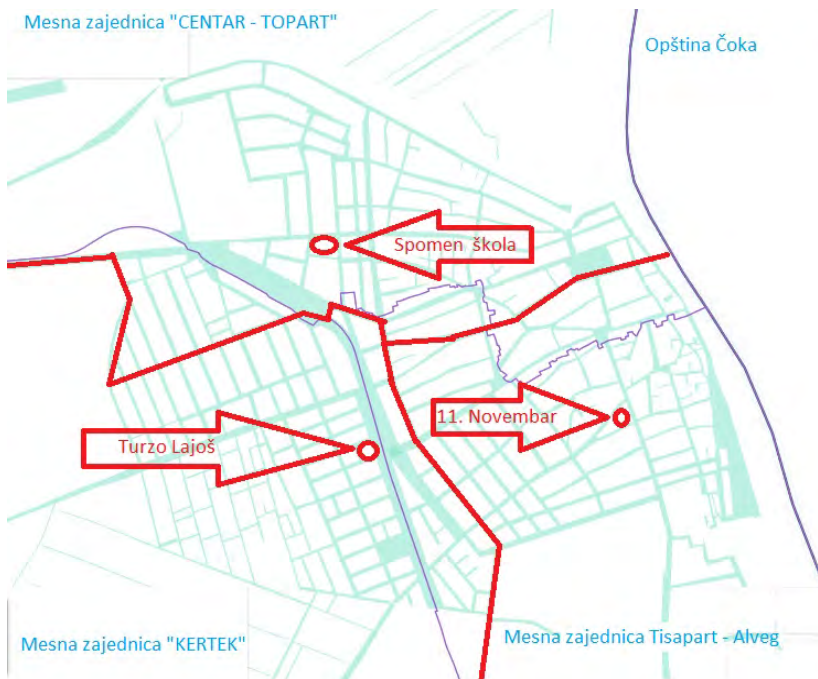 Mesna zajednica "CENTAR - TOPART"
Opština Čoka
Spomen škola
11. Novembar
Turzo Lajoš
Mesna zajednica "KERTEK"
Mesna zajednica Tisapart - Alveg